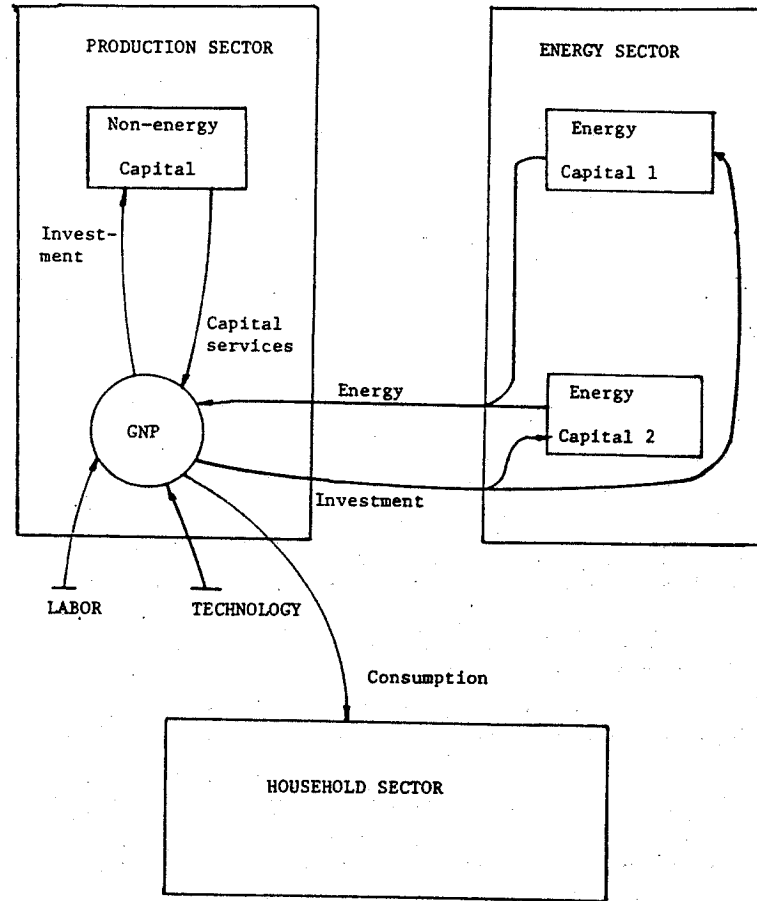 PRODUCTION SECTOR
ENERGY SECTOR
Non-energy
Capital
Energy
Capital 1
Invest-
ment
Capital
services
Energy
Energy
Capital 2
GNP
Investment
LABOR
TECHNOLOGY
Consumption
HOUSEHOLD SECTOR